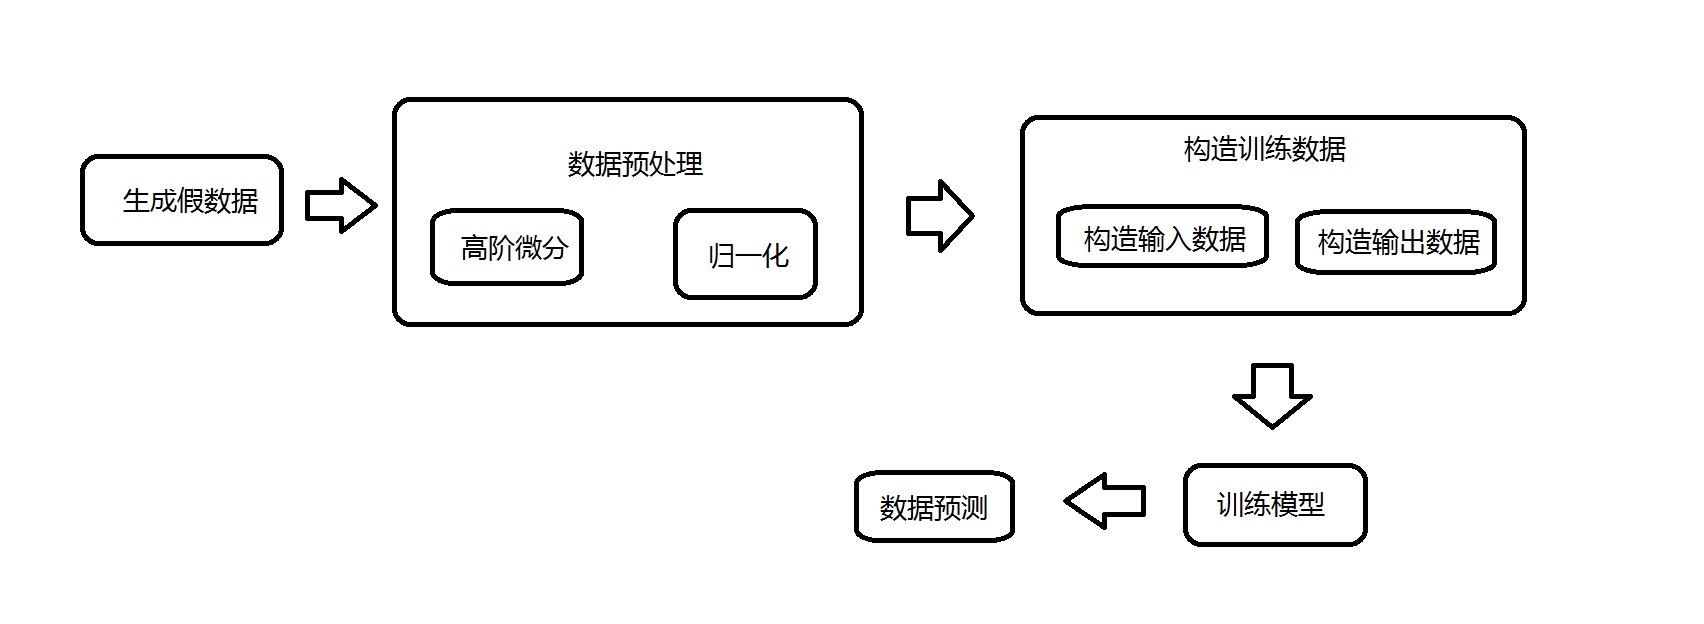 生成假数据
数据预处理
高阶微分
归一化
构造训练数据
构造输入数据
构造输出数据
训练模型
数据预测